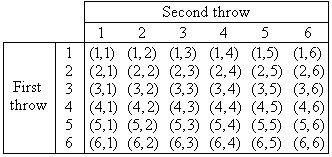 Second throw
1 2 3 4 5 6
1 (1,1) (1, 2) (1,3) (1, 4) (1,5) (1, 6)
2 (2,1) (2, 2) (2,3) (2, 4) (2,5) (2, 6)
First 3 (3,1) (3, 2) (3,3) (3, 4) (3,5) (3, 6)
throw 4 (4,1) (4, 2) (4,3) (4, 4) (4,5) (4, 6)
5 (5,1) (5, 2) (5,3) (5, 4) (5,5) (5, 6)
6 (6,1) (6, 2) (6,3) (6, 4) (6,5) (6, 6)